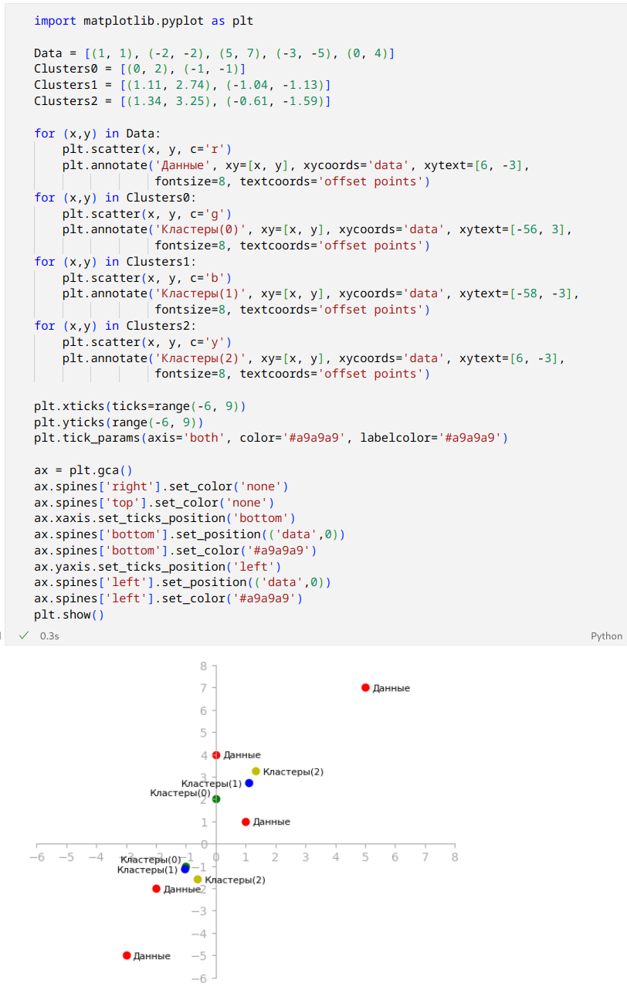 import matplotlib.pyplot as plt
Data = [(1, 1), (-2, -2), (5, 7), (-3, -5), (0, 4)]
Clusters0 = [(0, 2), (-1, -1)]
Clusters1 = [(1.11, 2.74), (-1.04, -1.13)]
Clusters2 = [(1.34, 3.25), (-0.61, -1.59)]
for (x,y) in Data:
    plt.scatter(x, y, c='r')
    plt.annotate('Данные', xy=[x, y], xycoords='data', xytext=[6, -3],
                 fontsize=8, textcoords='offset points')
for (x,y) in Clusters0:
    plt.scatter(x, y, c='g')
    plt.annotate('Кластеры(0)', xy=[x, y], xycoords='data', xytext=[-56, 3],
                 fontsize=8, textcoords='offset points')
for (x,y) in Clusters1:
    plt.scatter(x, y, c='b')
    plt.annotate('Кластеры(1)', xy=[x, y], xycoords='data', xytext=[-58, -3],
                 fontsize=8, textcoords='offset points')
for (x,y) in Clusters2:
    plt.scatter(x, y, c='y')
    plt.annotate('Кластеры(2)', xy=[x, y], xycoords='data', xytext=[6, -3],
                 fontsize=8, textcoords='offset points')
plt.xticks(ticks=range(-6, 9))
plt.yticks(range(-6, 9))
plt.tick_params(axis='both', color='#a9a9a9', labelcolor='#a9a9a9')
ax = plt.gca()
ax.spines['right'].set_color('none')
ax.spines['top'].set_color('none')
ax.xaxis.set_ticks_position('bottom')
ax.spines['bottom'].set_position(('data',0))
ax.spines['bottom'].set_color('#a9a9a9')
ax.yaxis.set_ticks_position('left')
ax.spines['left'].set_position(('data',0))
ax.spines['left'].set_color('#a9a9a9')
plt.show()
0.3s Python
8
7 Данные
6
5
4 Данные
Кластеры(2)
3
Кластеры(1)
Кластеры(0)
2
1 Данные
0
−6 −5 −4 −3 −2 −1 0 1 2 3 4 5 6 7 8
Кластеры(0)
−1
Кластеры(1)
Кластеры(2)
Данные −2
−3
−4
Данные −5
−6